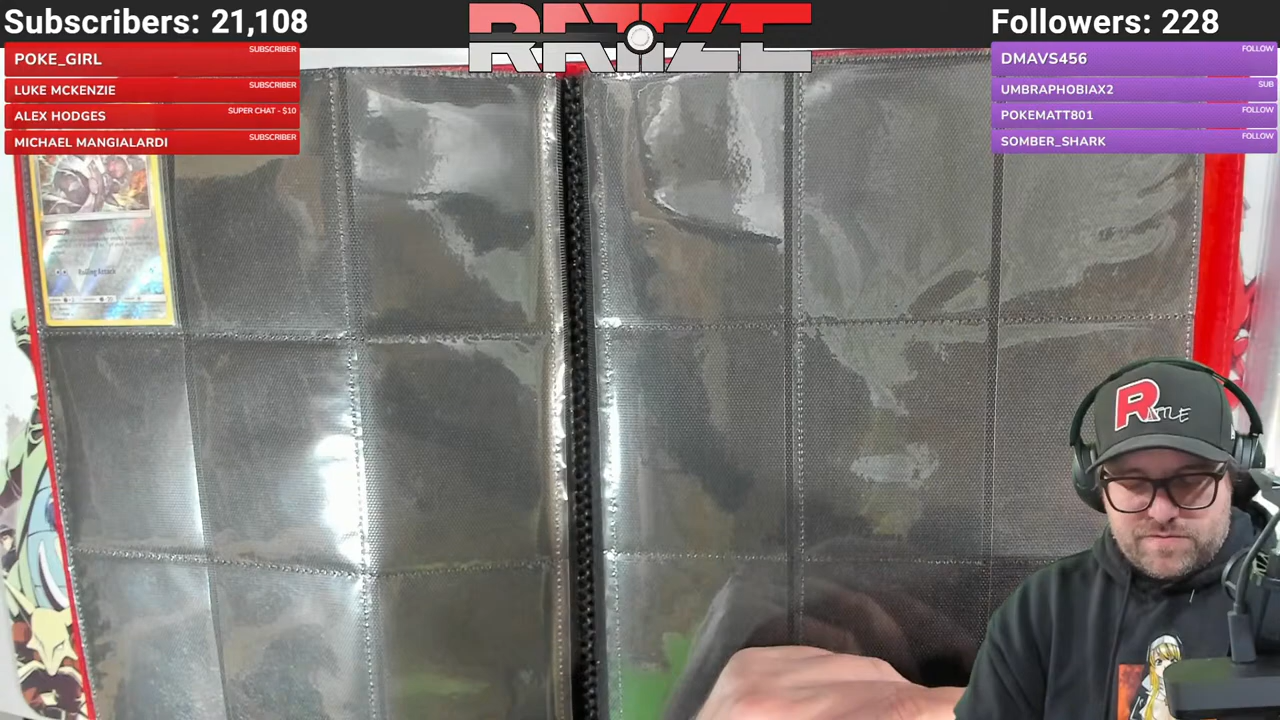 Subscribers: 21,108
POKE_GIRL
SUBSCRIBER
LUKE MCKENZIE
SUBSCRIBER
ALEX HODGES
SUPER CHAT - $10
MICHAEL MANGIALARDI
SUBSCRIBER
Followers: 228
DMAVS456
FOLLOW
UMBRAPHOBIAX2
SUB
POKEMATT801
FOLLOW
SOMBER_SHARK
FOLLOW